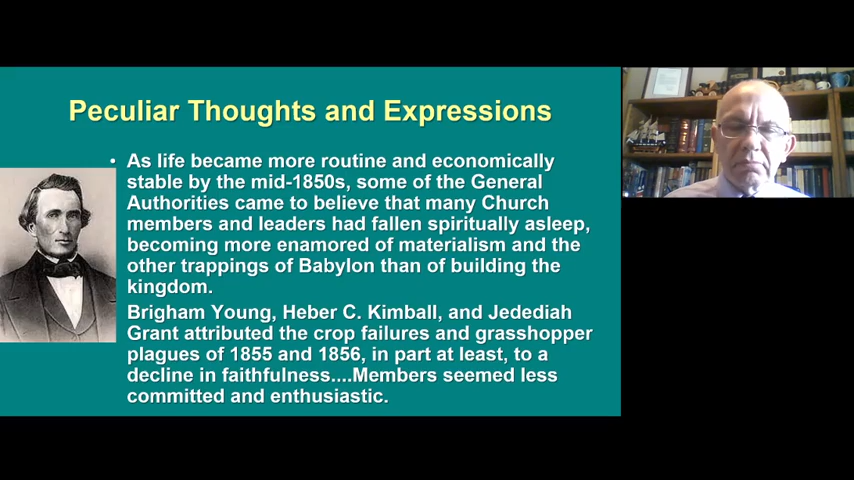 Peculiar Thoughts and Expressions
• As life became more routine and economically
stable by the mid-1850s, some of the General
Authorities came to believe that many Church
members and leaders had fallen spiritually asleep,
becoming more enamored of materialism and the
other trappings of Babylon than of building the
kingdom.
Brigham Young, Heber C. Kimball, and Jedediah
Grant attributed the crop failures and grasshopper
plagues of 1855 and 1856, in part at least, to a
decline in faithfulness....Members seemed less
committed and enthusiastic.